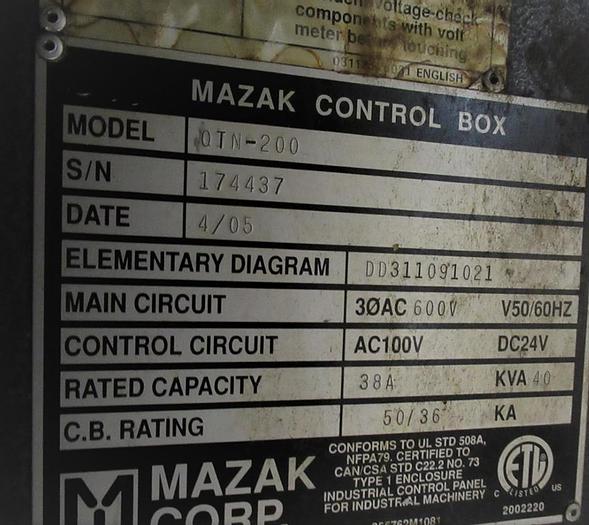 voltage-check
components with volt
meter touching
ENGLISH
MAZAK CONTROL BOX
MODEL QTN-200
S/N 174437
DATE 4/05
ELEMENTARY DIAGRAM DD311091021
MAIN CIRCUIT 3ØAC 600V V50/60HZ
CONTROL CIRCUIT AC100V DC24V
RATED CAPACITY 38A KVA 40
C.B. RATING 50/36 KA
MAZAK
CORP.
CONFORMS TO UL STD 508A,
NFPA79. CERTIFIED TO
CAN/CSA STD C22.2 NO. 73
TYPE 1 ENCLOSURE
INDUSTRIAL CONTROL PANEL
FOR INDUSTRIAL MACHINERY
ETL
C LISTED US
2002220